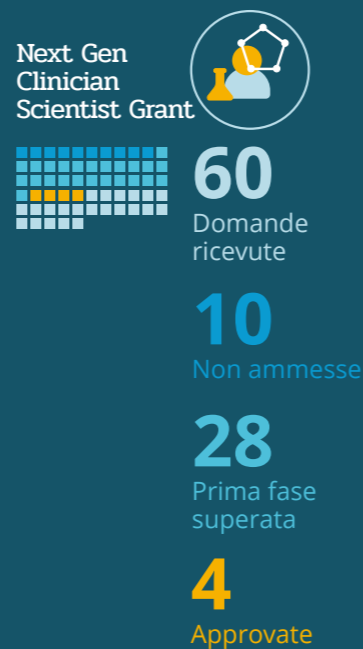 Next Gen
Clinician
Scientist Grant
60
Domande
ricevute
10
Non ammesse
28
Prima fase
superata
4
Approvate